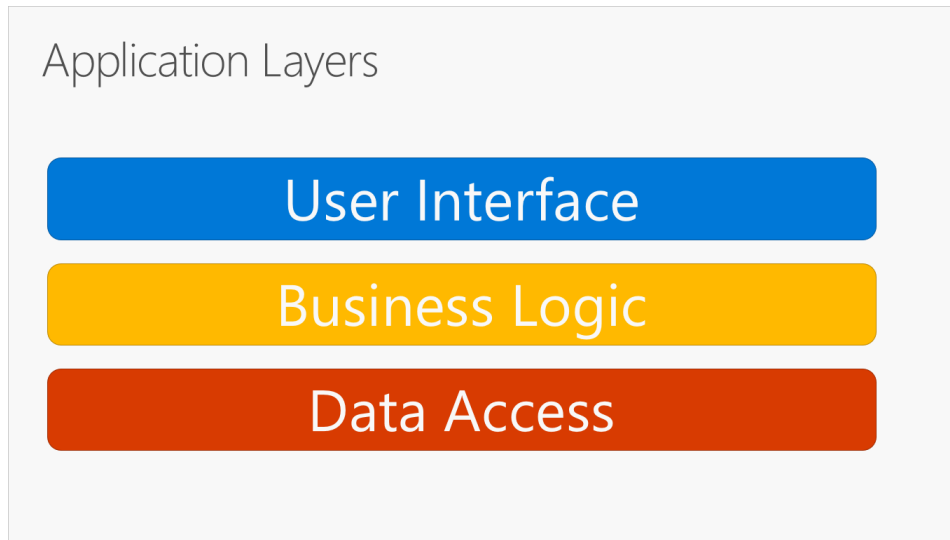 Application Layers
User Interface
Business Logic
Data Access